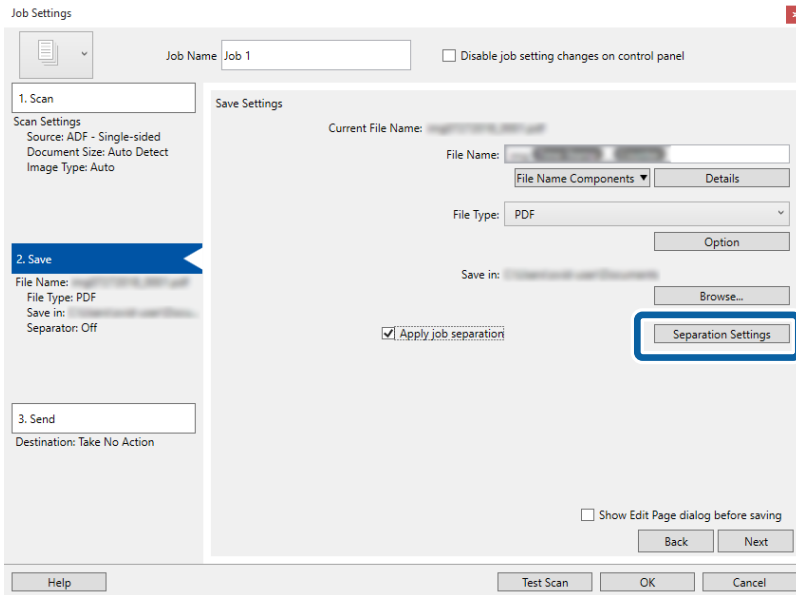 Job Settings
Job Name Job 1
Disable job setting changes on control panel
1. Scan
Scan Settings
Source: ADF - Single-sided
Document Size: Auto Detect
Image Type: Auto
2. Save
File Name:
File Type: PDF
Save in:
Separator: Off
3. Send
Destination: Take No Action
Save Settings
Current File Name:
File Name:
File Name Components ▼ Details
File Type: PDF
Option
Save in:
Browse...
Apply job separation Separation Settings
Show Edit Page dialog before saving
Back Next
Help Test Scan OK Cancel